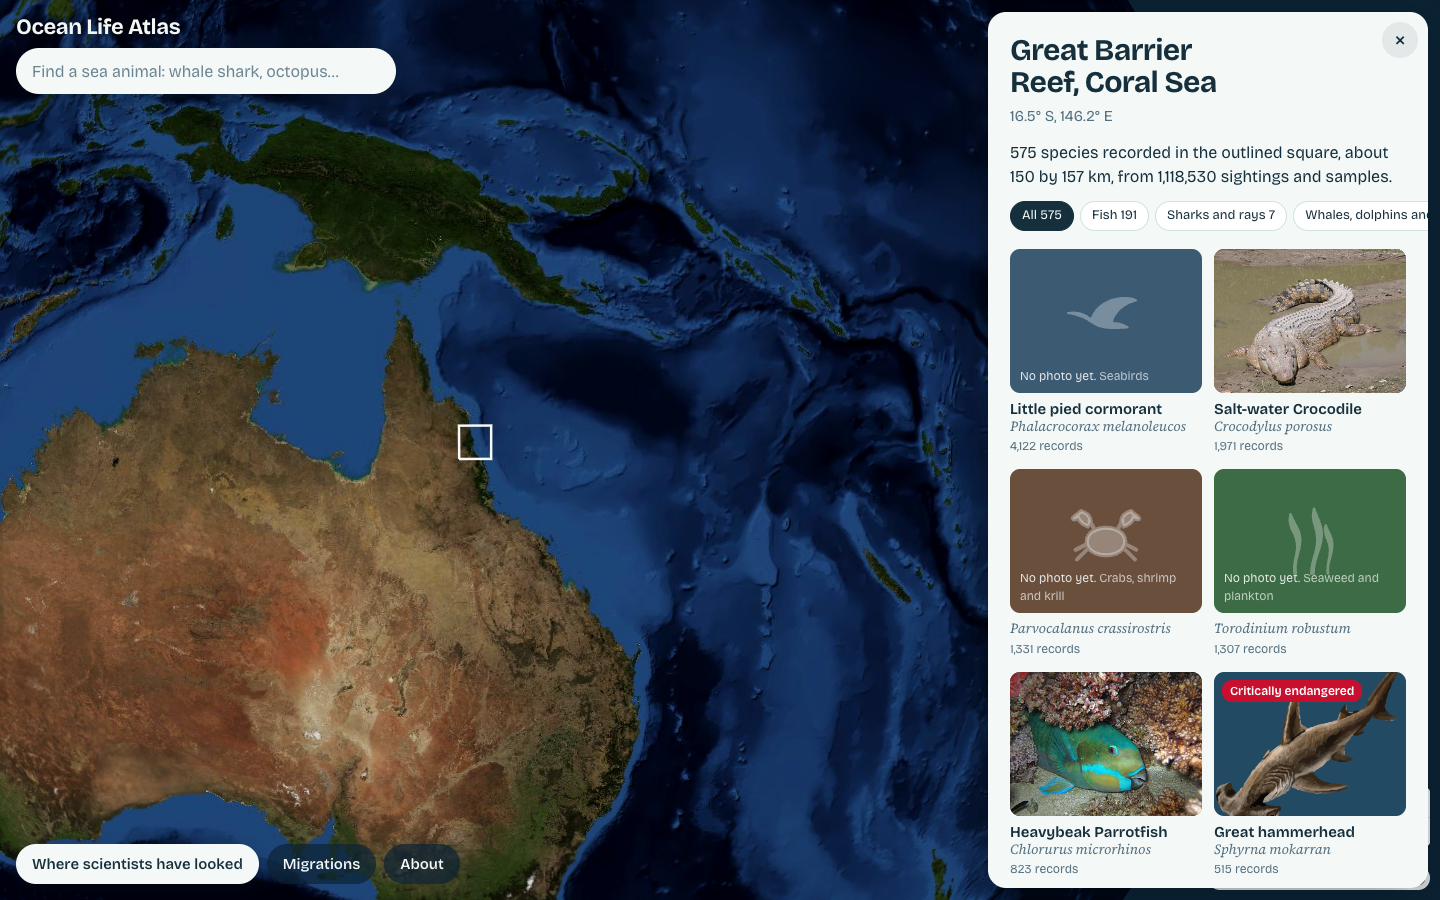 Ocean Life Atlas
Find a sea animal: whale shark, octopus...
Great Barrier
Reef, Coral Sea
×
16.5° S, 146.2° E
575 species recorded in the outlined square, about
150 by 157 km, from 1,118,530 sightings and samples.
All 575
Fish 191
Sharks and rays 7
Whales, dolphins and
No photo yet. Seabirds
Little pied cormorant
Phalacrocorax melanoleucos
4,122 records
Salt-water Crocodile
Crocodylus porosus
1,971 records
No photo yet. Crabs, shrimp
and krill
Parvocalanus crassirostris
1,331 records
No photo yet. Seaweed and
plankton
Torodinium robustum
1,307 records
Heavybeak Parrotfish
Chlorurus microrhinos
823 records
Critically endangered
Great hammerhead
Sphyrna mokarran
515 records
Where scientists have looked
Migrations
About